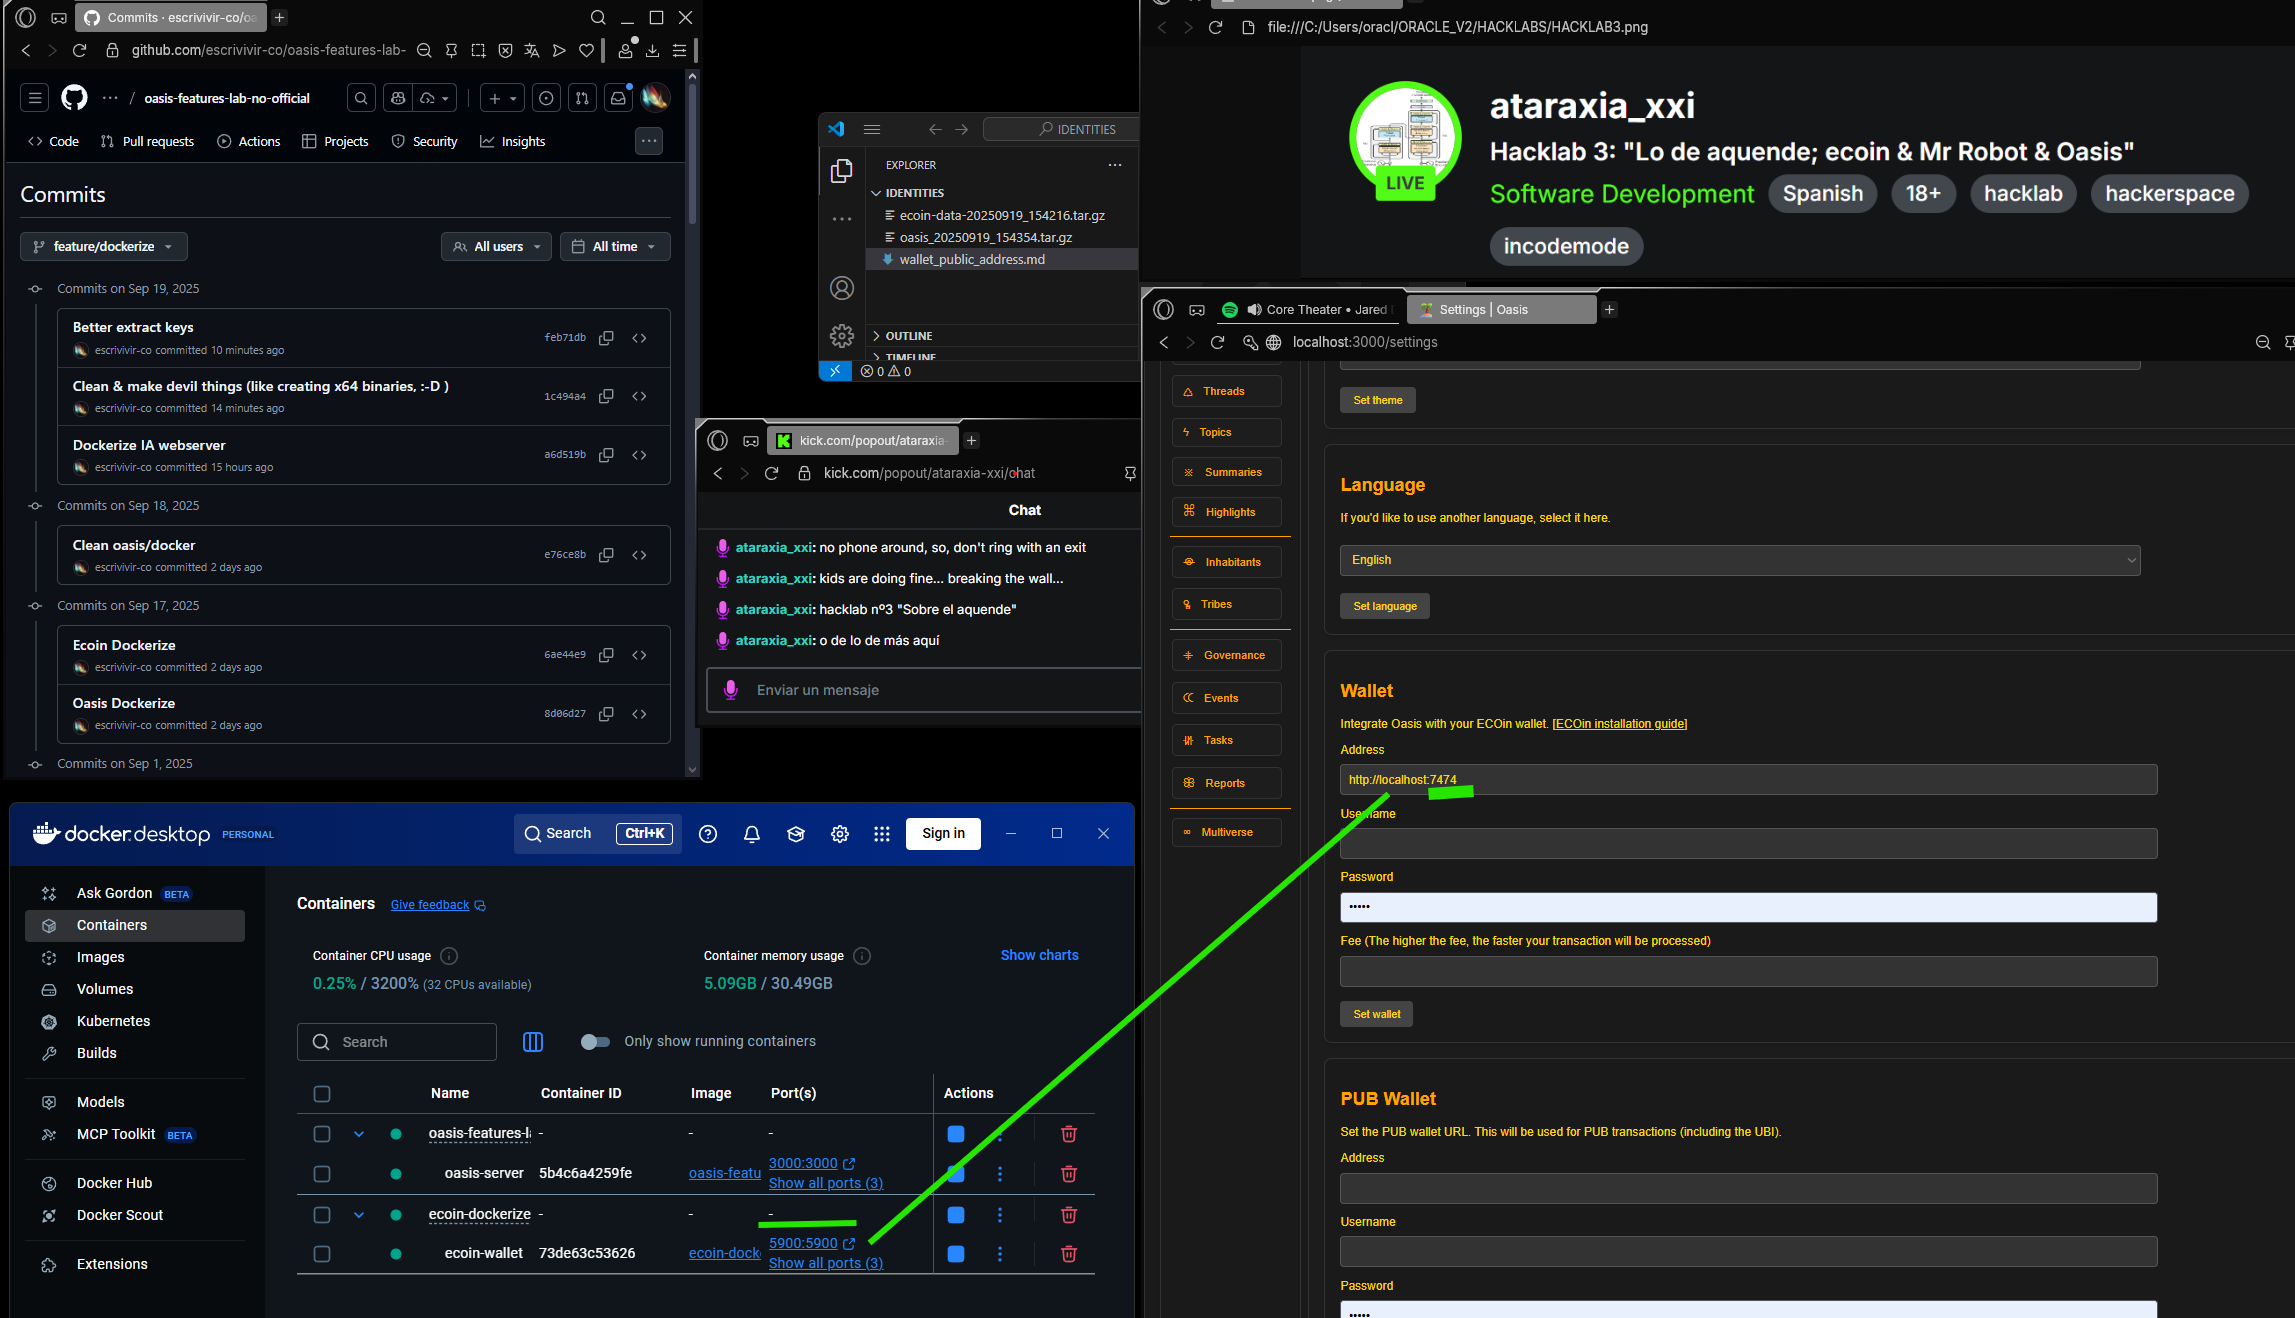 Commits · escrivivir-co/oa
github.com/escrivivir-co/oasis-features-lab-
··· / oasis-features-lab-no-official
Code
Pull requests
Actions
Projects
Security
Insights
Commits
feature/dockerize
All users
All time
Commits on Sep 19, 2025
Better extract keys
escrivivir-co committed 10 minutes ago
feb71db
Clean & make devil things (like creating x64 binaries, :-D )
escrivivir-co committed 14 minutes ago
1c494a4
Dockerize IA webserver
escrivivir-co committed 15 hours ago
a6d519b
Commits on Sep 18, 2025
Clean oasis/docker
escrivivir-co committed 2 days ago
e76ce8b
Commits on Sep 17, 2025
Ecoin Dockerize
escrivivir-co committed 2 days ago
6ae44e9
Oasis Dockerize
escrivivir-co committed 2 days ago
8d06d27
Commits on Sep 1, 2025
IDENTITIES
EXPLORER
IDENTITIES
ecoin-data-20250919_154216.tar.gz
oasis_20250919_154354.tar.gz
wallet_public_address.md
OUTLINE
TIMELINE
0 0
kick.com/popout/ataraxia-
kick.com/popout/ataraxia-xxi/chat
Chat
ataraxia_xxi: no phone around, so, don't ring with an exit
ataraxia_xxi: kids are doing fine... breaking the wall...
ataraxia_xxi: hacklab nº3 "Sobre el aquende"
ataraxia_xxi: o de lo de más aquí
Enviar un mensaje
file:///C:/Users/oracl/ORACLE_V2/HACKLABS/HACKLAB3.png
LIVE
ataraxia_xxi
Hacklab 3: "Lo de aquende; ecoin & Mr Robot & Oasis"
Software Development
Spanish
18+
hacklab
hackerspace
incodemode
Core Theater • Jared
Settings | Oasis
localhost:3000/settings
Threads
Topics
Summaries
Highlights
Inhabitants
Tribes
Governance
Events
Tasks
Reports
Multiverse
Set theme
Language
If you'd like to use another language, select it here.
English
Set language
Wallet
Integrate Oasis with your ECOin wallet. [ECOin installation guide]
Address
http://localhost:7474
Username
Password
•••••
Fee (The higher the fee, the faster your transaction will be processed)
Set wallet
PUB Wallet
Set the PUB wallet URL. This will be used for PUB transactions (including the UBI).
Address
Username
Password
•••••
docker.desktop PERSONAL
Search Ctrl+K
Sign in
Ask Gordon BETA
Containers
Images
Volumes
Kubernetes
Builds
Models
MCP Toolkit BETA
Docker Hub
Docker Scout
Extensions
Containers Give feedback
Container CPU usage
0.25% / 3200% (32 CPUs available)
Container memory usage
5.09GB / 30.49GB
Show charts
Search
Only show running containers
Name Container ID Image Port(s) Actions
oasis-features-l - - -
oasis-server 5b4c6a4259fe oasis-featu 3000:3000
Show all ports (3)
ecoin-dockerize - - -
ecoin-wallet 73de63c53626 ecoin-dock 5900:5900
Show all ports (3)